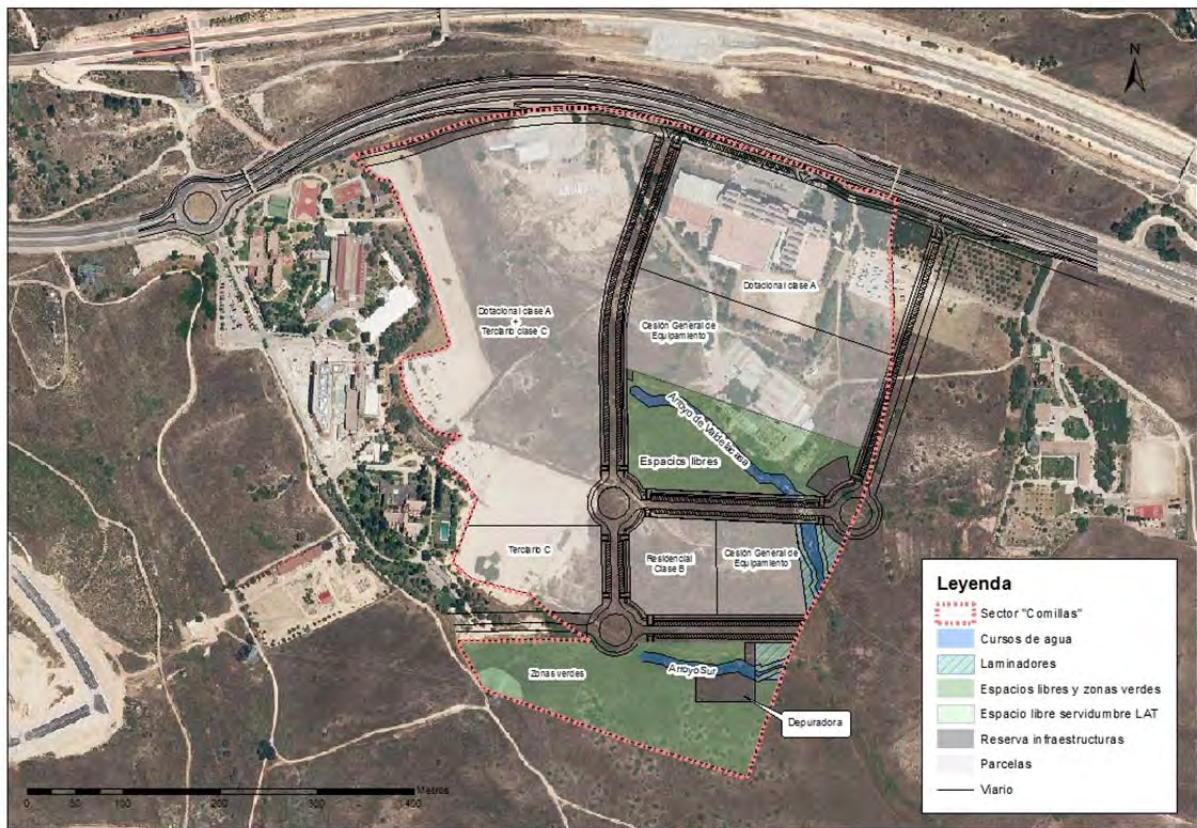 N
Dotacional clase A
+
Terciario clase C
Dotacional clase A
Cesión General de
Equipamiento
Arroyo de Valdelacasa
Espacios libres
Terciario C
Residencial
Clase B
Cesión General de
Equipamiento
Zonas verdes
Arroyo Sur
Depuradora
Metros
0 50 100 200 300 400
Leyenda
Sector "Comillas"
Cursos de agua
Laminadores
Espacios libres y zonas verdes
Espacio libre servidumbre LAT
Reserva infraestructuras
Parcelas
Viario